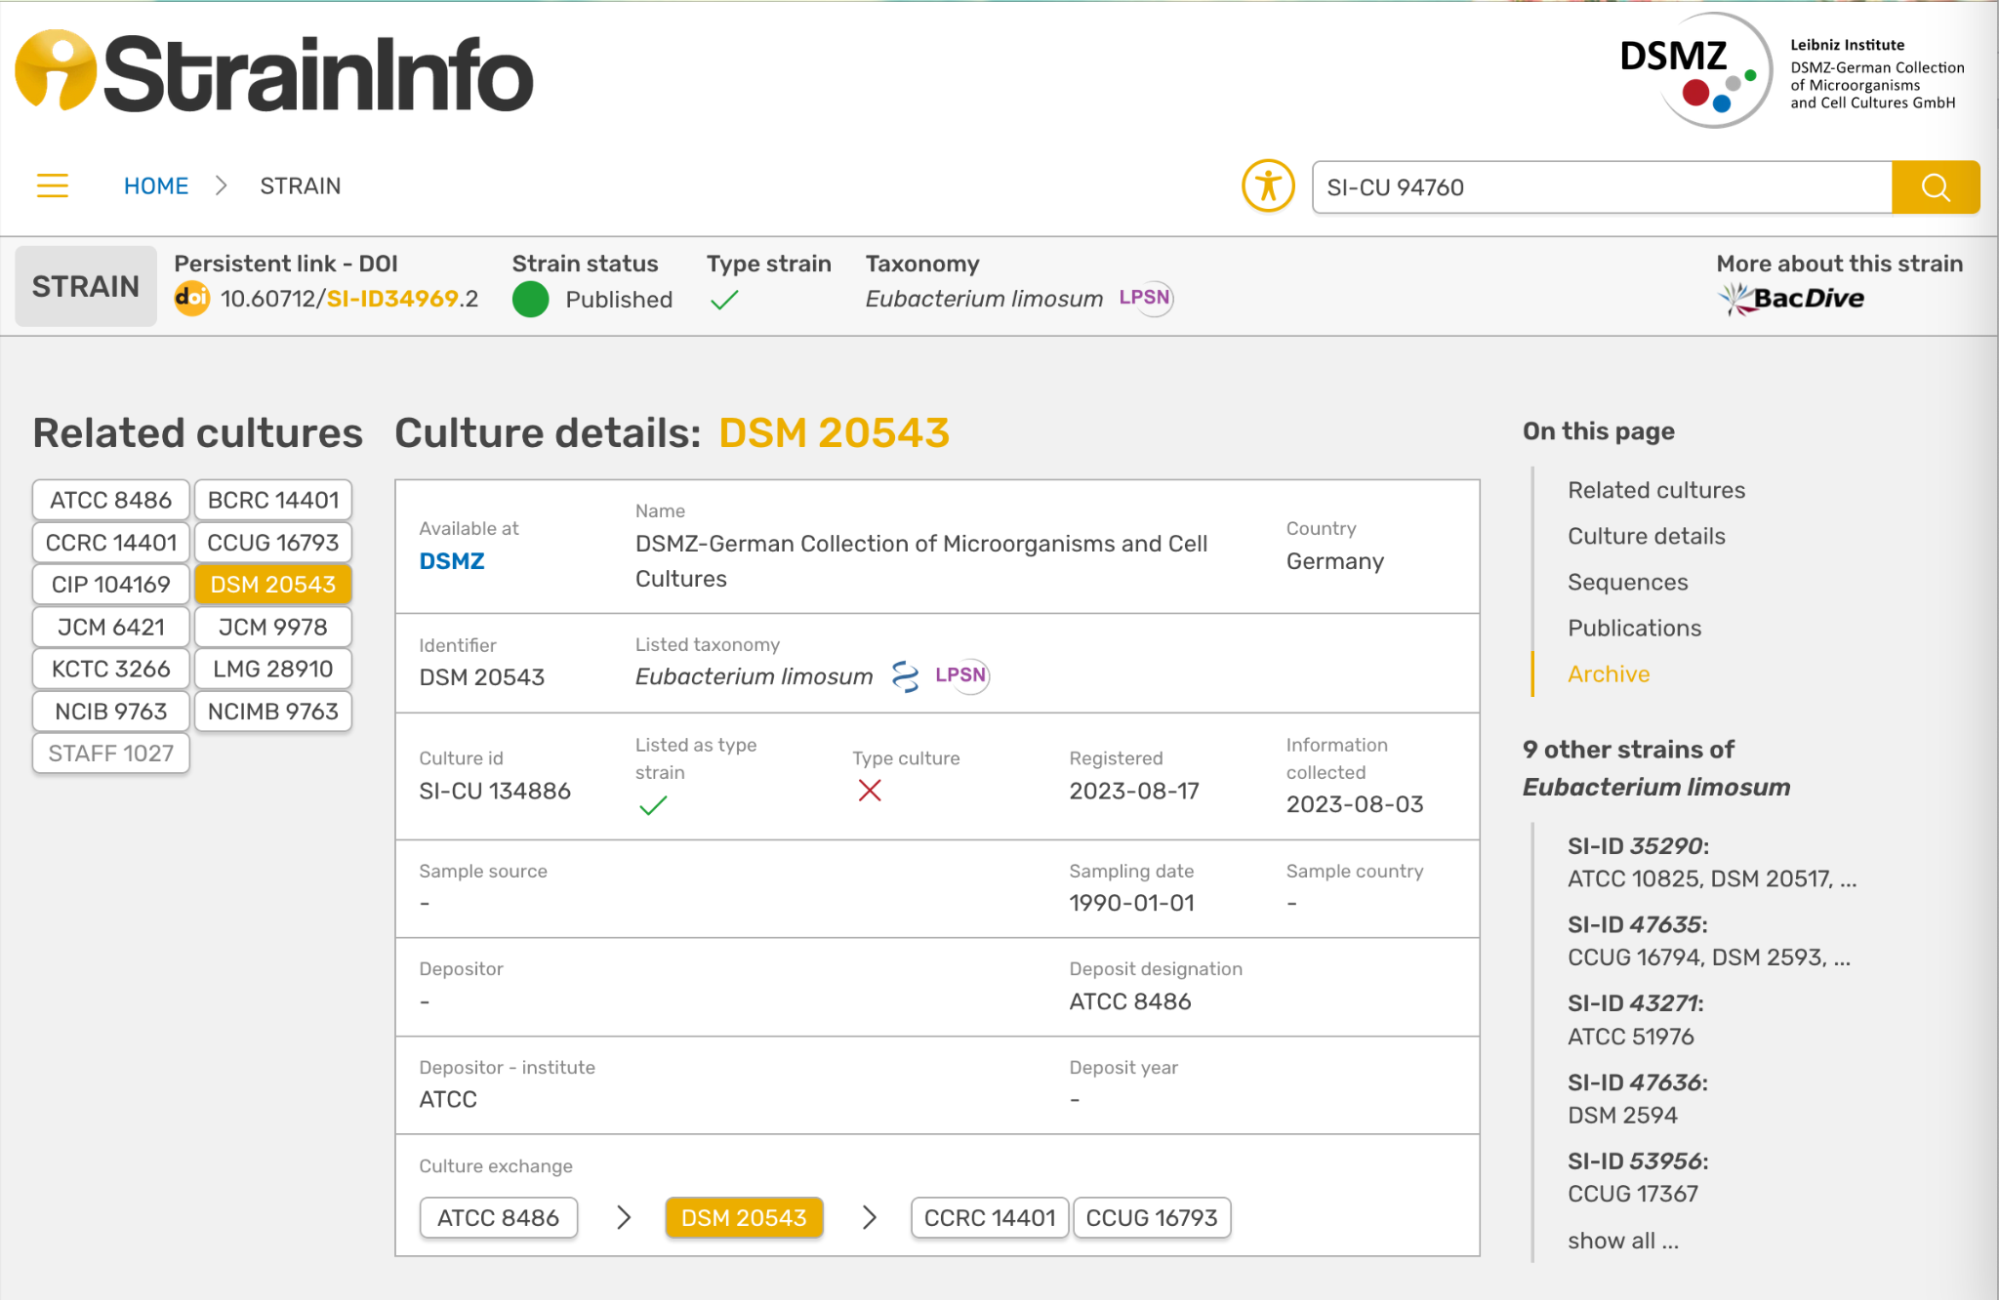 StrainInfo
DSMZ
Leibniz Institute
DSMZ-German Collection
of Microorganisms
and Cell Cultures GmbH
HOME
STRAIN
SI-CU 94760
STRAIN
Persistent link - DOI
doi 10.60712/SI-ID34969.2
Strain status
Published
Type strain
Taxonomy
Eubacterium limosum LPSN
More about this strain
BacDive
Related cultures
ATCC 8486 BCRC 14401
CCRC 14401 CCUG 16793
CIP 104169 DSM 20543
JCM 6421 JCM 9978
KCTC 3266 LMG 28910
NCIB 9763 NCIMB 9763
STAFF 1027
Culture details: DSM 20543
Available at
DSMZ
Name
DSMZ-German Collection of Microorganisms and Cell
Cultures
Country
Germany
Identifier
DSM 20543
Listed taxonomy
Eubacterium limosum LPSN
Culture id
SI-CU 134886
Listed as type
strain
Type culture
Registered
2023-08-17
Information
collected
2023-08-03
Sample source
-
Sampling date
1990-01-01
Sample country
-
Depositor
-
Deposit designation
ATCC 8486
Depositor - institute
ATCC
Deposit year
-
Culture exchange
ATCC 8486 DSM 20543 CCRC 14401 CCUG 16793
On this page
Related cultures
Culture details
Sequences
Publications
Archive
9 other strains of
Eubacterium limosum
SI-ID 35290:
ATCC 10825, DSM 20517, ...
SI-ID 47635:
CCUG 16794, DSM 2593, ...
SI-ID 43271:
ATCC 51976
SI-ID 47636:
DSM 2594
SI-ID 53956:
CCUG 17367
show all ...